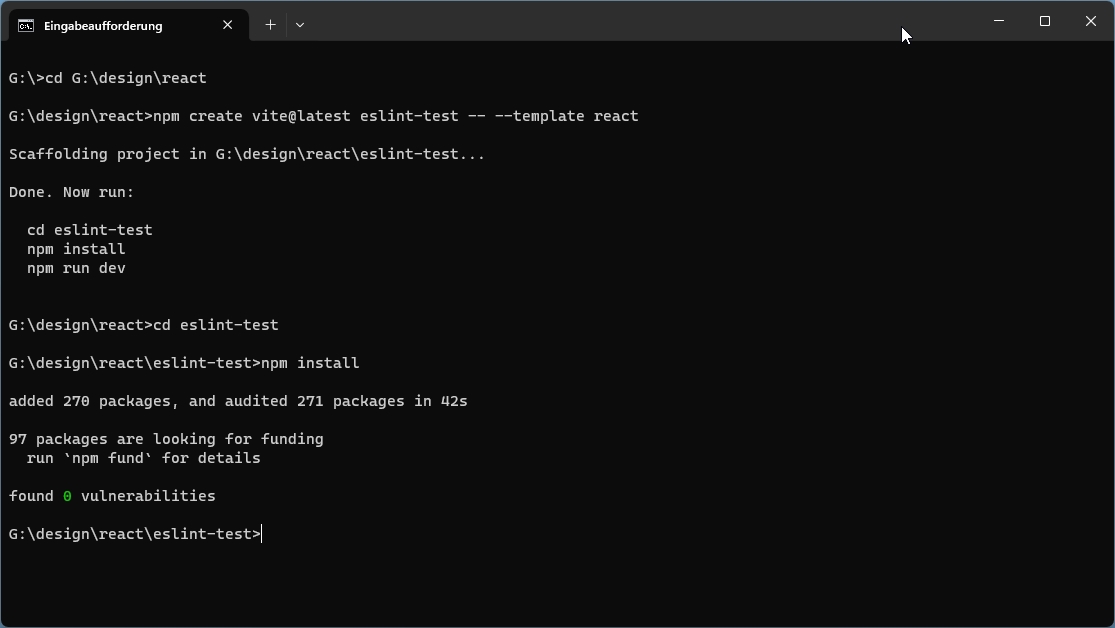 Eingabeaufforderung
G:\>cd G:\design\react
G:\design\react>npm create vite@latest eslint-test -- --template react
Scaffolding project in G:\design\react\eslint-test...
Done. Now run:
  cd eslint-test
  npm install
  npm run dev
G:\design\react>cd eslint-test
G:\design\react\eslint-test>npm install
added 270 packages, and audited 271 packages in 42s
97 packages are looking for funding
  run `npm fund` for details
found 0 vulnerabilities
G:\design\react\eslint-test>